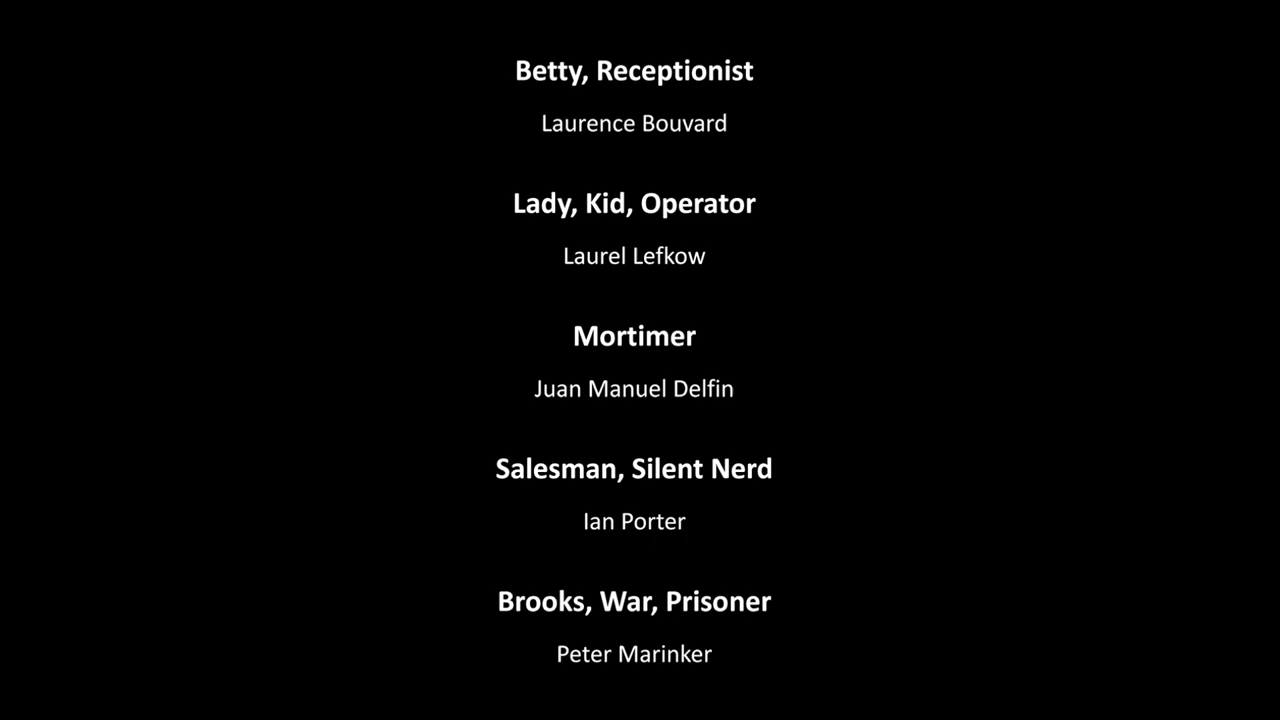 Betty, Receptionist
Laurence Bouvard
Lady, Kid, Operator
Laurel Lefkow
Mortimer
Juan Manuel Delfin
Salesman, Silent Nerd
Ian Porter
Brooks, War, Prisoner
Peter Marinker